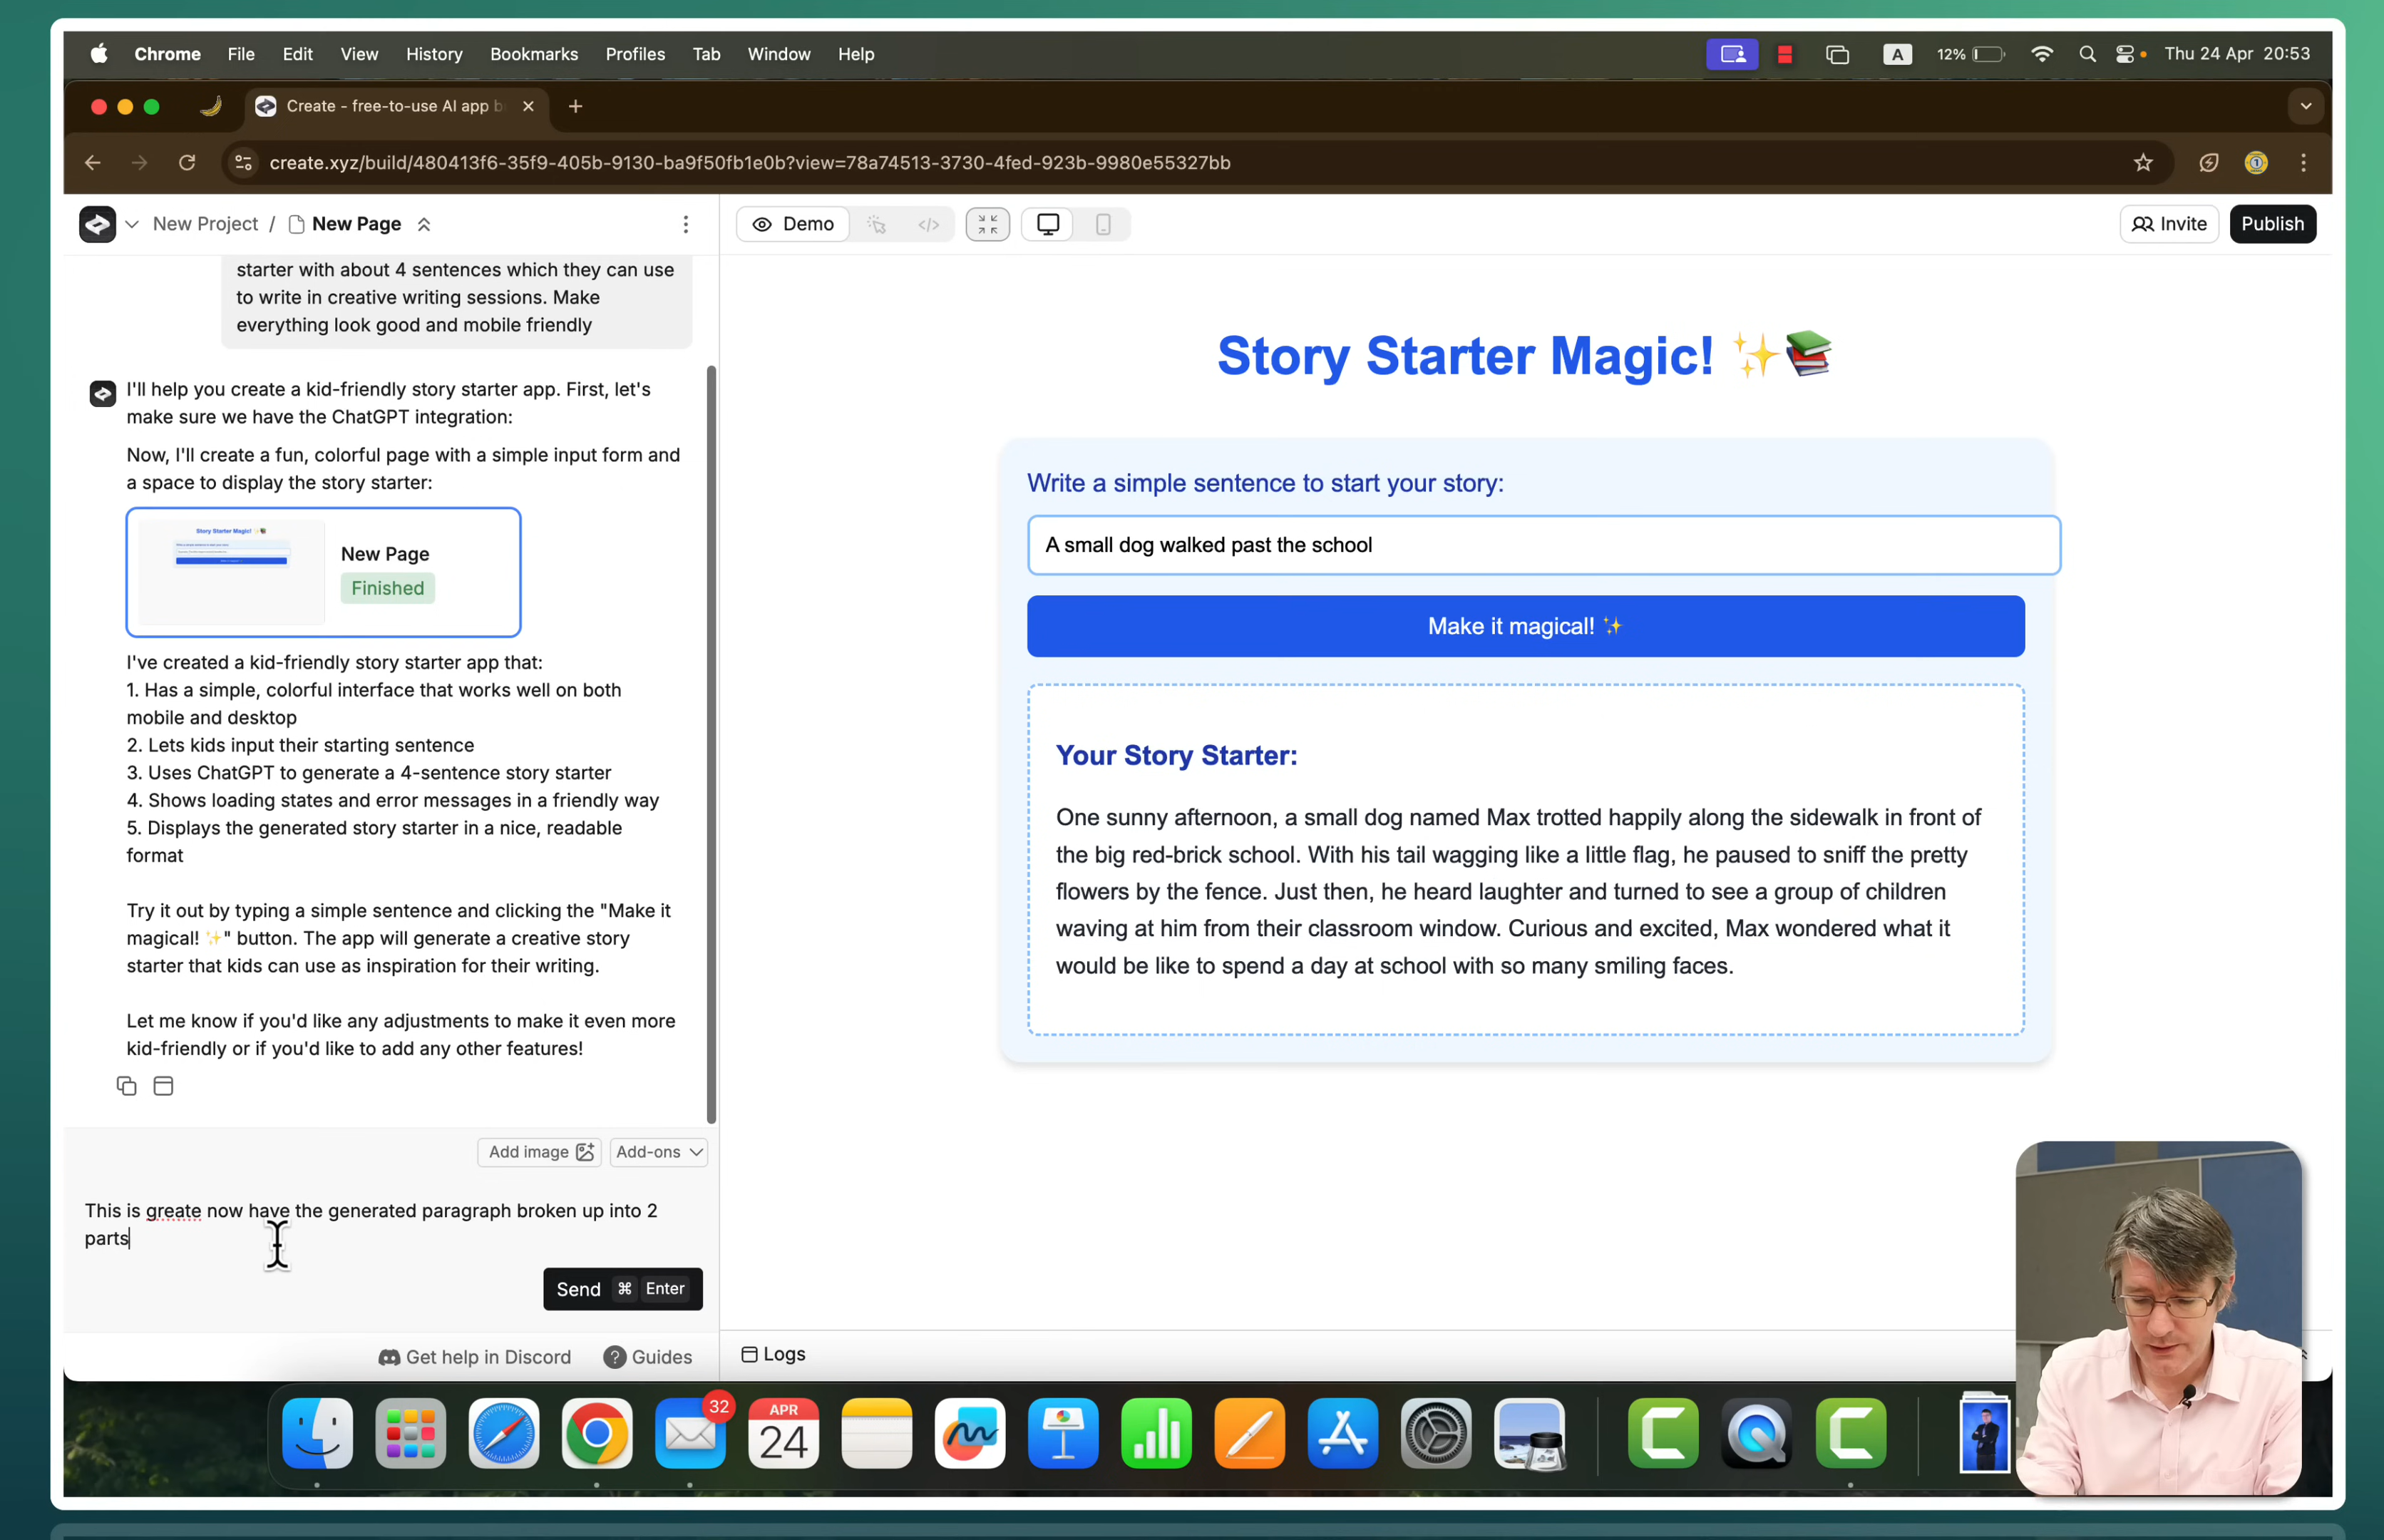 Chrome File Edit View History Bookmarks Profiles Tab Window Help A 12% Thu 24 Apr 20:53
Create - free-to-use AI app b
create.xyz/build/480413f6-35f9-405b-9130-ba9f50fb1e0b?view=78a74513-3730-4fed-923b-9980e55327bb
New Project / New Page
Demo
Invite
Publish
starter with about 4 sentences which they can use
to write in creative writing sessions. Make
everything look good and mobile friendly
I'll help you create a kid-friendly story starter app. First, let's
make sure we have the ChatGPT integration:
Now, I'll create a fun, colorful page with a simple input form and
a space to display the story starter:
Story Starter Magic!
New Page
Finished
I've created a kid-friendly story starter app that:
1. Has a simple, colorful interface that works well on both
mobile and desktop
2. Lets kids input their starting sentence
3. Uses ChatGPT to generate a 4-sentence story starter
4. Shows loading states and error messages in a friendly way
5. Displays the generated story starter in a nice, readable
format
Try it out by typing a simple sentence and clicking the "Make it
magical! ✨" button. The app will generate a creative story
starter that kids can use as inspiration for their writing.
Let me know if you'd like any adjustments to make it even more
kid-friendly or if you'd like to add any other features!
Add image
Add-ons
This is greate now have the generated paragraph broken up into 2
parts
Send ⌘ Enter
Get help in Discord
? Guides
Story Starter Magic! ✨📚
Write a simple sentence to start your story:
A small dog walked past the school
Make it magical! ✨
Your Story Starter:
One sunny afternoon, a small dog named Max trotted happily along the sidewalk in front of
the big red-brick school. With his tail wagging like a little flag, he paused to sniff the pretty
flowers by the fence. Just then, he heard laughter and turned to see a group of children
waving at him from their classroom window. Curious and excited, Max wondered what it
would be like to spend a day at school with so many smiling faces.
Logs
32
APR
24